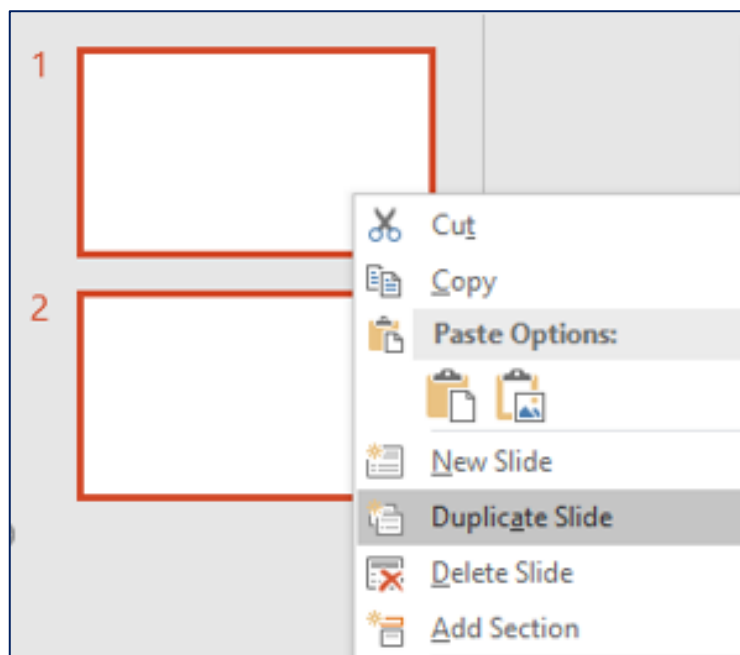 1
2
Cut
Copy
Paste Options:
New Slide
Duplicate Slide
Delete Slide
Add Section